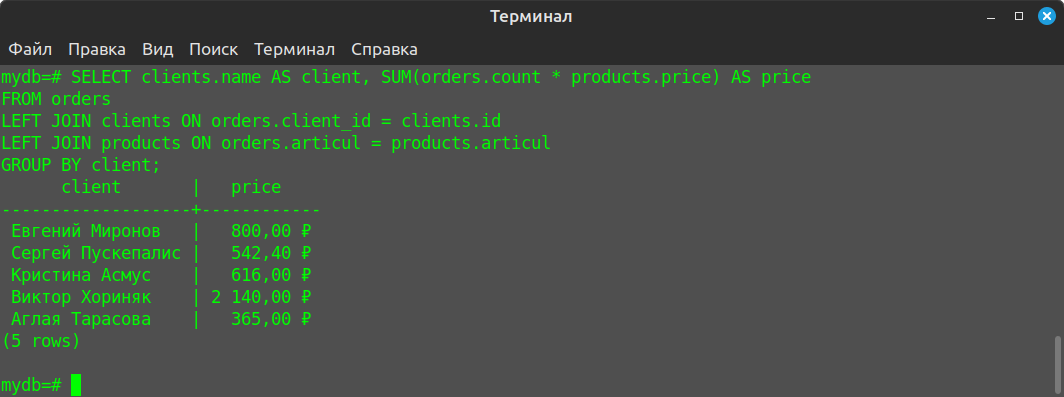 Терминал
Файл Правка Вид Поиск Терминал Справка
mydb=# SELECT clients.name AS client, SUM(orders.count * products.price) AS price
FROM orders
LEFT JOIN clients ON orders.client_id = clients.id
LEFT JOIN products ON orders.articul = products.articul
GROUP BY client;
      client       |   price
-------------------+------------
 Евгений Миронов   |   800,00 ₽
 Сергей Пускепалис |   542,40 ₽
 Кристина Асмус    |   616,00 ₽
 Виктор Хориняк    | 2 140,00 ₽
 Аглая Тарасова    |   365,00 ₽
(5 rows)
mydb=#